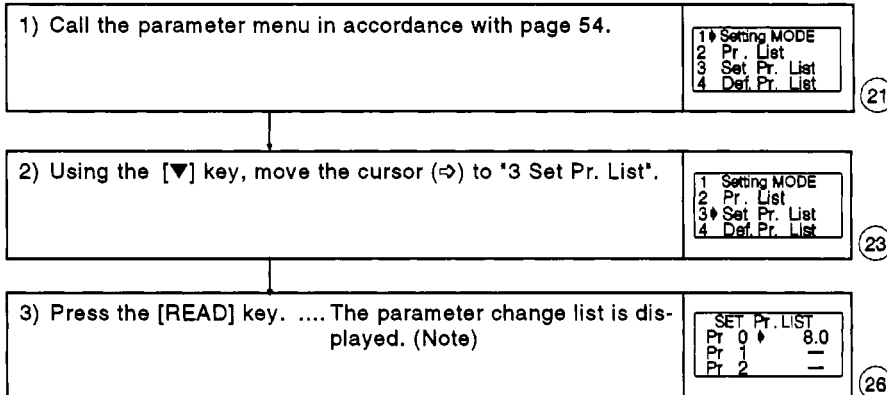 1) Call the parameter menu in accordance with page 54.
1♦Setting MODE
2 Pr. List
3 Set Pr. List
4 Def. Pr. List
21
2) Using the [▼] key, move the cursor (⇨) to "3 Set Pr. List".
1 Setting MODE
2 Pr. List
3♦Set Pr. List
4 Def. Pr. List
23
3) Press the [READ] key. .... The parameter change list is dis-
played. (Note)
SET Pr. LIST
Pr 0 ♦ 8.0
Pr 1 —
Pr 2 —
26